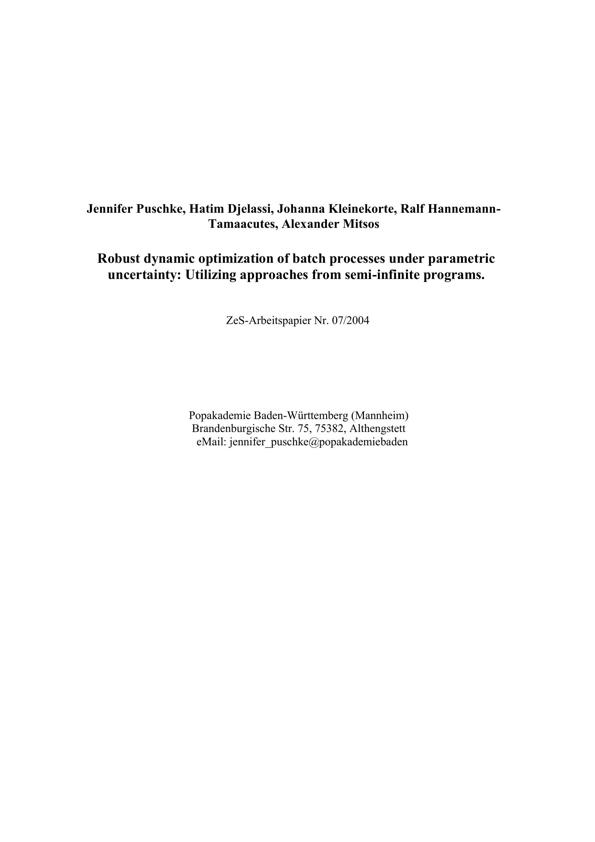 Jennifer Puschke, Hatim Djelassi, Johanna Kleinekorte, Ralf Hannemann-
Tamaacutes, Alexander Mitsos
Robust dynamic optimization of batch processes under parametric
uncertainty: Utilizing approaches from semi-infinite programs.
ZeS-Arbeitspapier Nr. 07/2004
Popakademie Baden-Württemberg (Mannheim)
Brandenburgische Str. 75, 75382, Althengstett
eMail: jennifer_puschke@popakademiebaden